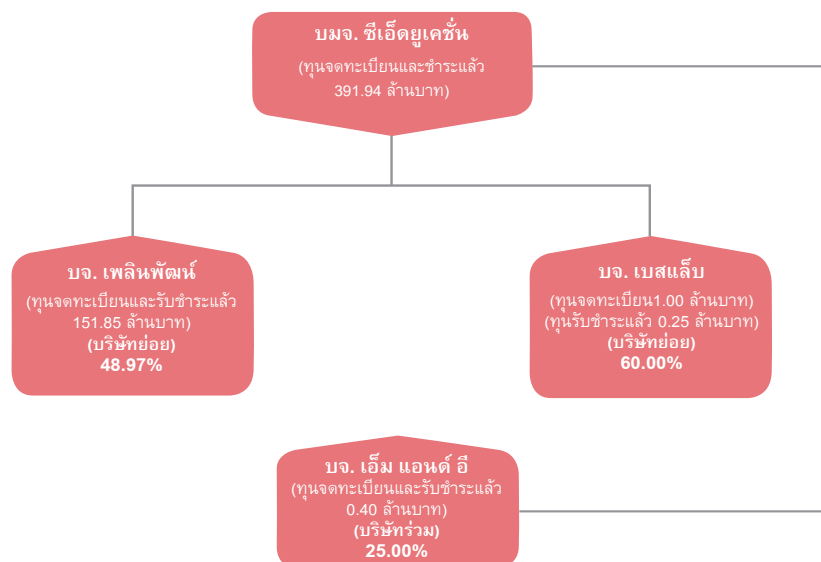 บมจ. ซีเอ็ดยูเคชั่น
(ทุนจดทะเบียนและชำระแล้ว
391.94 ล้านบาท)
บจ. เพลินพัฒน์
(ทุนจดทะเบียนและรับชำระแล้ว
151.85 ล้านบาท)
(บริษัทย่อย)
48.97%
บจ. เบสแล็บ
(ทุนจดทะเบียน1.00 ล้านบาท)
(ทุนรับชำระแล้ว 0.25 ล้านบาท)
(บริษัทย่อย)
60.00%
บจ. เอ็ม แอนด์ อี
(ทุนจดทะเบียนและรับชำระแล้ว
0.40 ล้านบาท)
(บริษัทร่วม)
25.00%